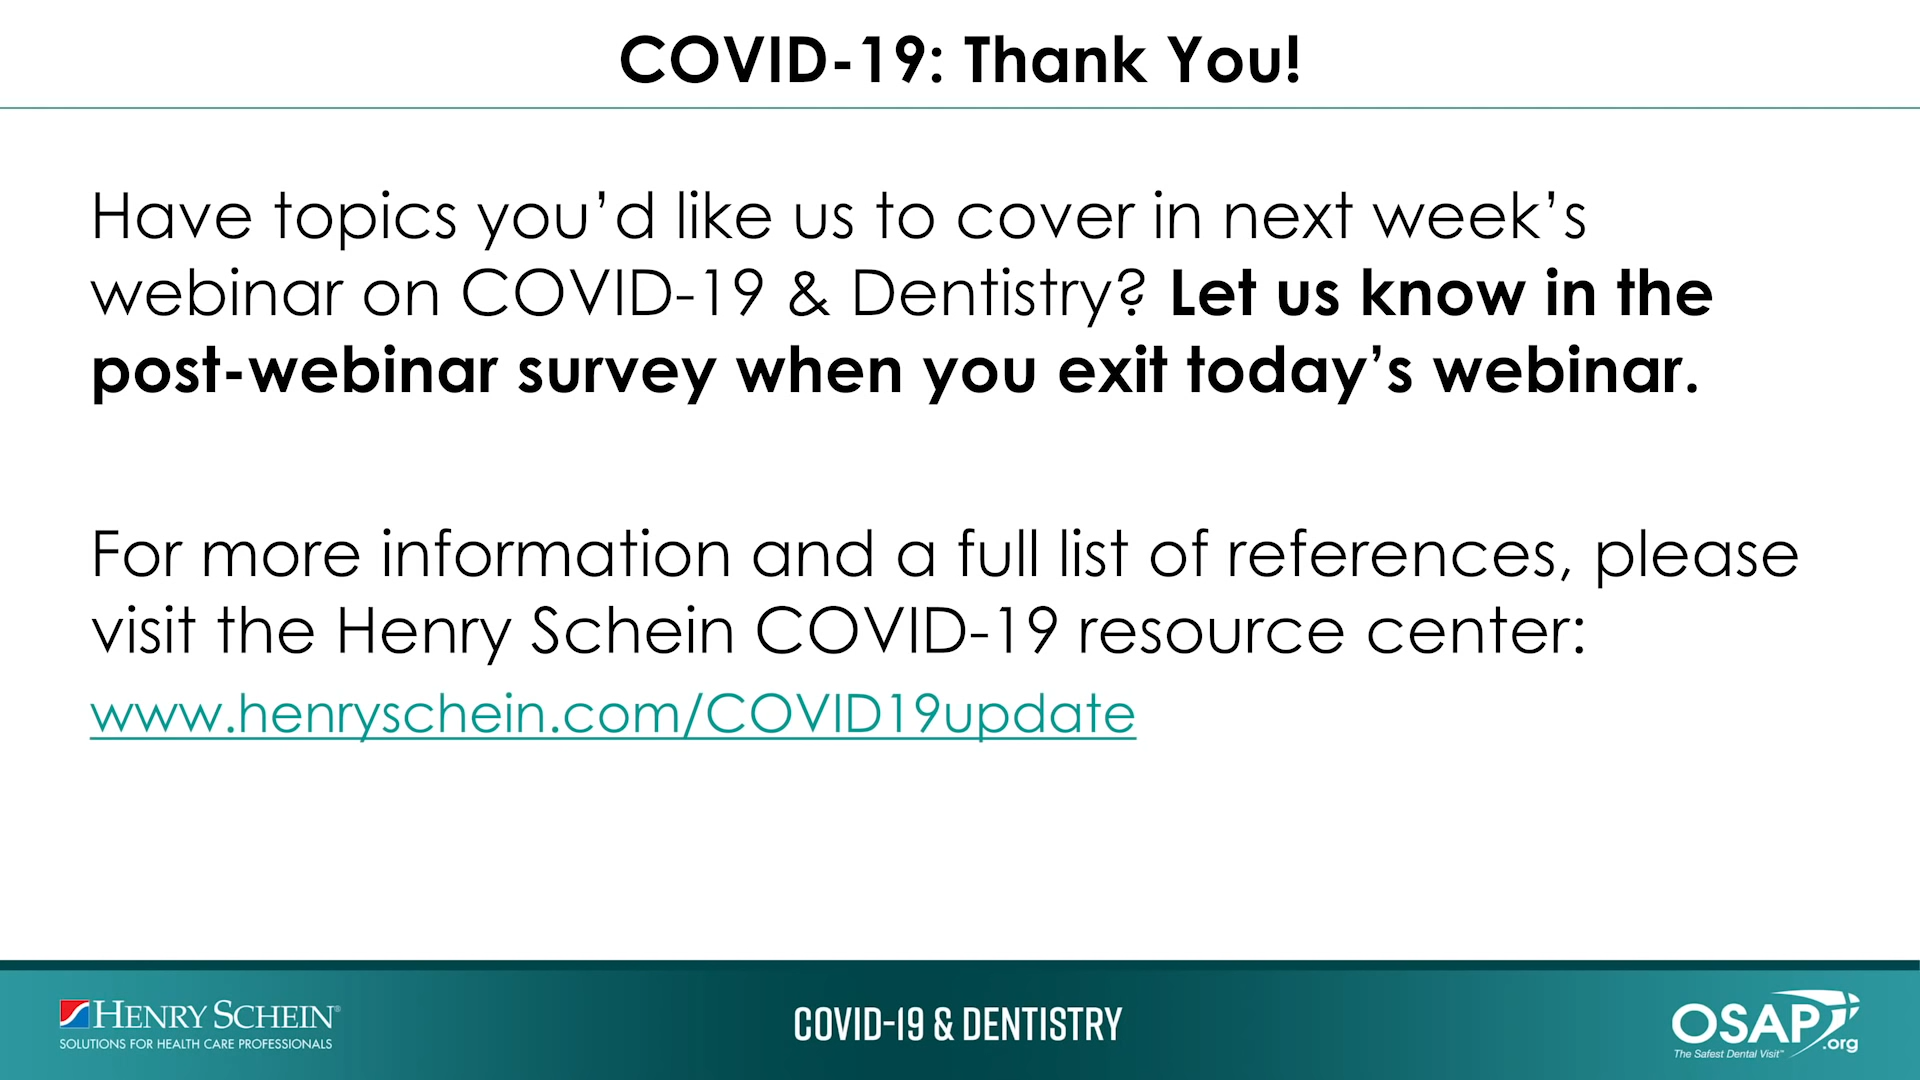 COVID-19: Thank You!
Have topics you’d like us to cover in next week’s
webinar on COVID-19 & Dentistry? Let us know in the
post-webinar survey when you exit today’s webinar.
For more information and a full list of references, please
visit the Henry Schein COVID-19 resource center:
www.henryschein.com/COVID19update
HENRY SCHEIN®
SOLUTIONS FOR HEALTH CARE PROFESSIONALS
COVID-19 & DENTISTRY
OSAP
.org
The Safest Dental Visit™